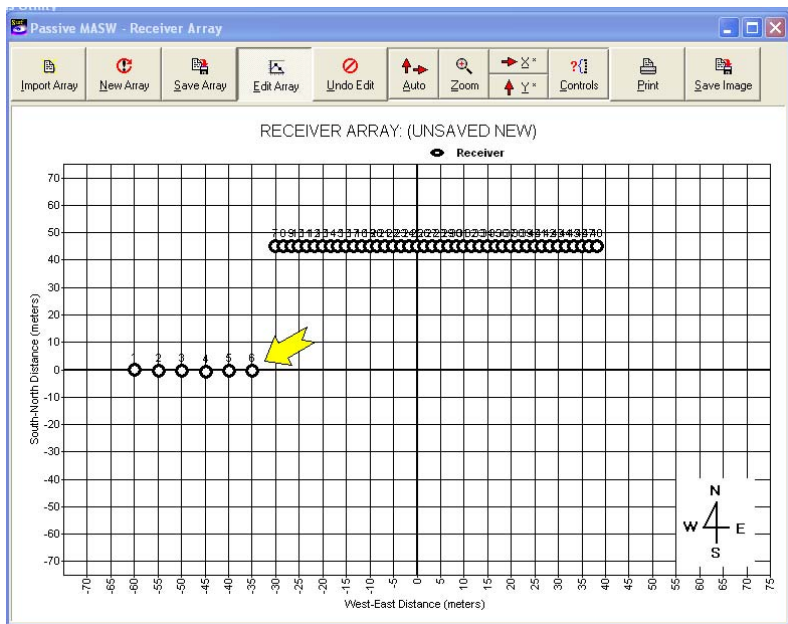 Passive MASW - Receiver Array
Import Array
New Array
Save Array
Edit Array
Undo Edit
Auto
Zoom
X
Y
Controls
Print
Save Image
RECEIVER ARRAY: (UNSAVED NEW)
Receiver
South-North Distance (meters)
70
60
50
40
30
20
10
0
-10
-20
-30
-40
-50
-60
-70
1 2 3 4 5 6
N
W E
S
-70 -65 -60 -55 -50 -45 -40 -35 -30 -25 -20 -15 -10 -5 0 5 10 15 20 25 30 35 40 45 50 55 60 65 70 75
West-East Distance (meters)